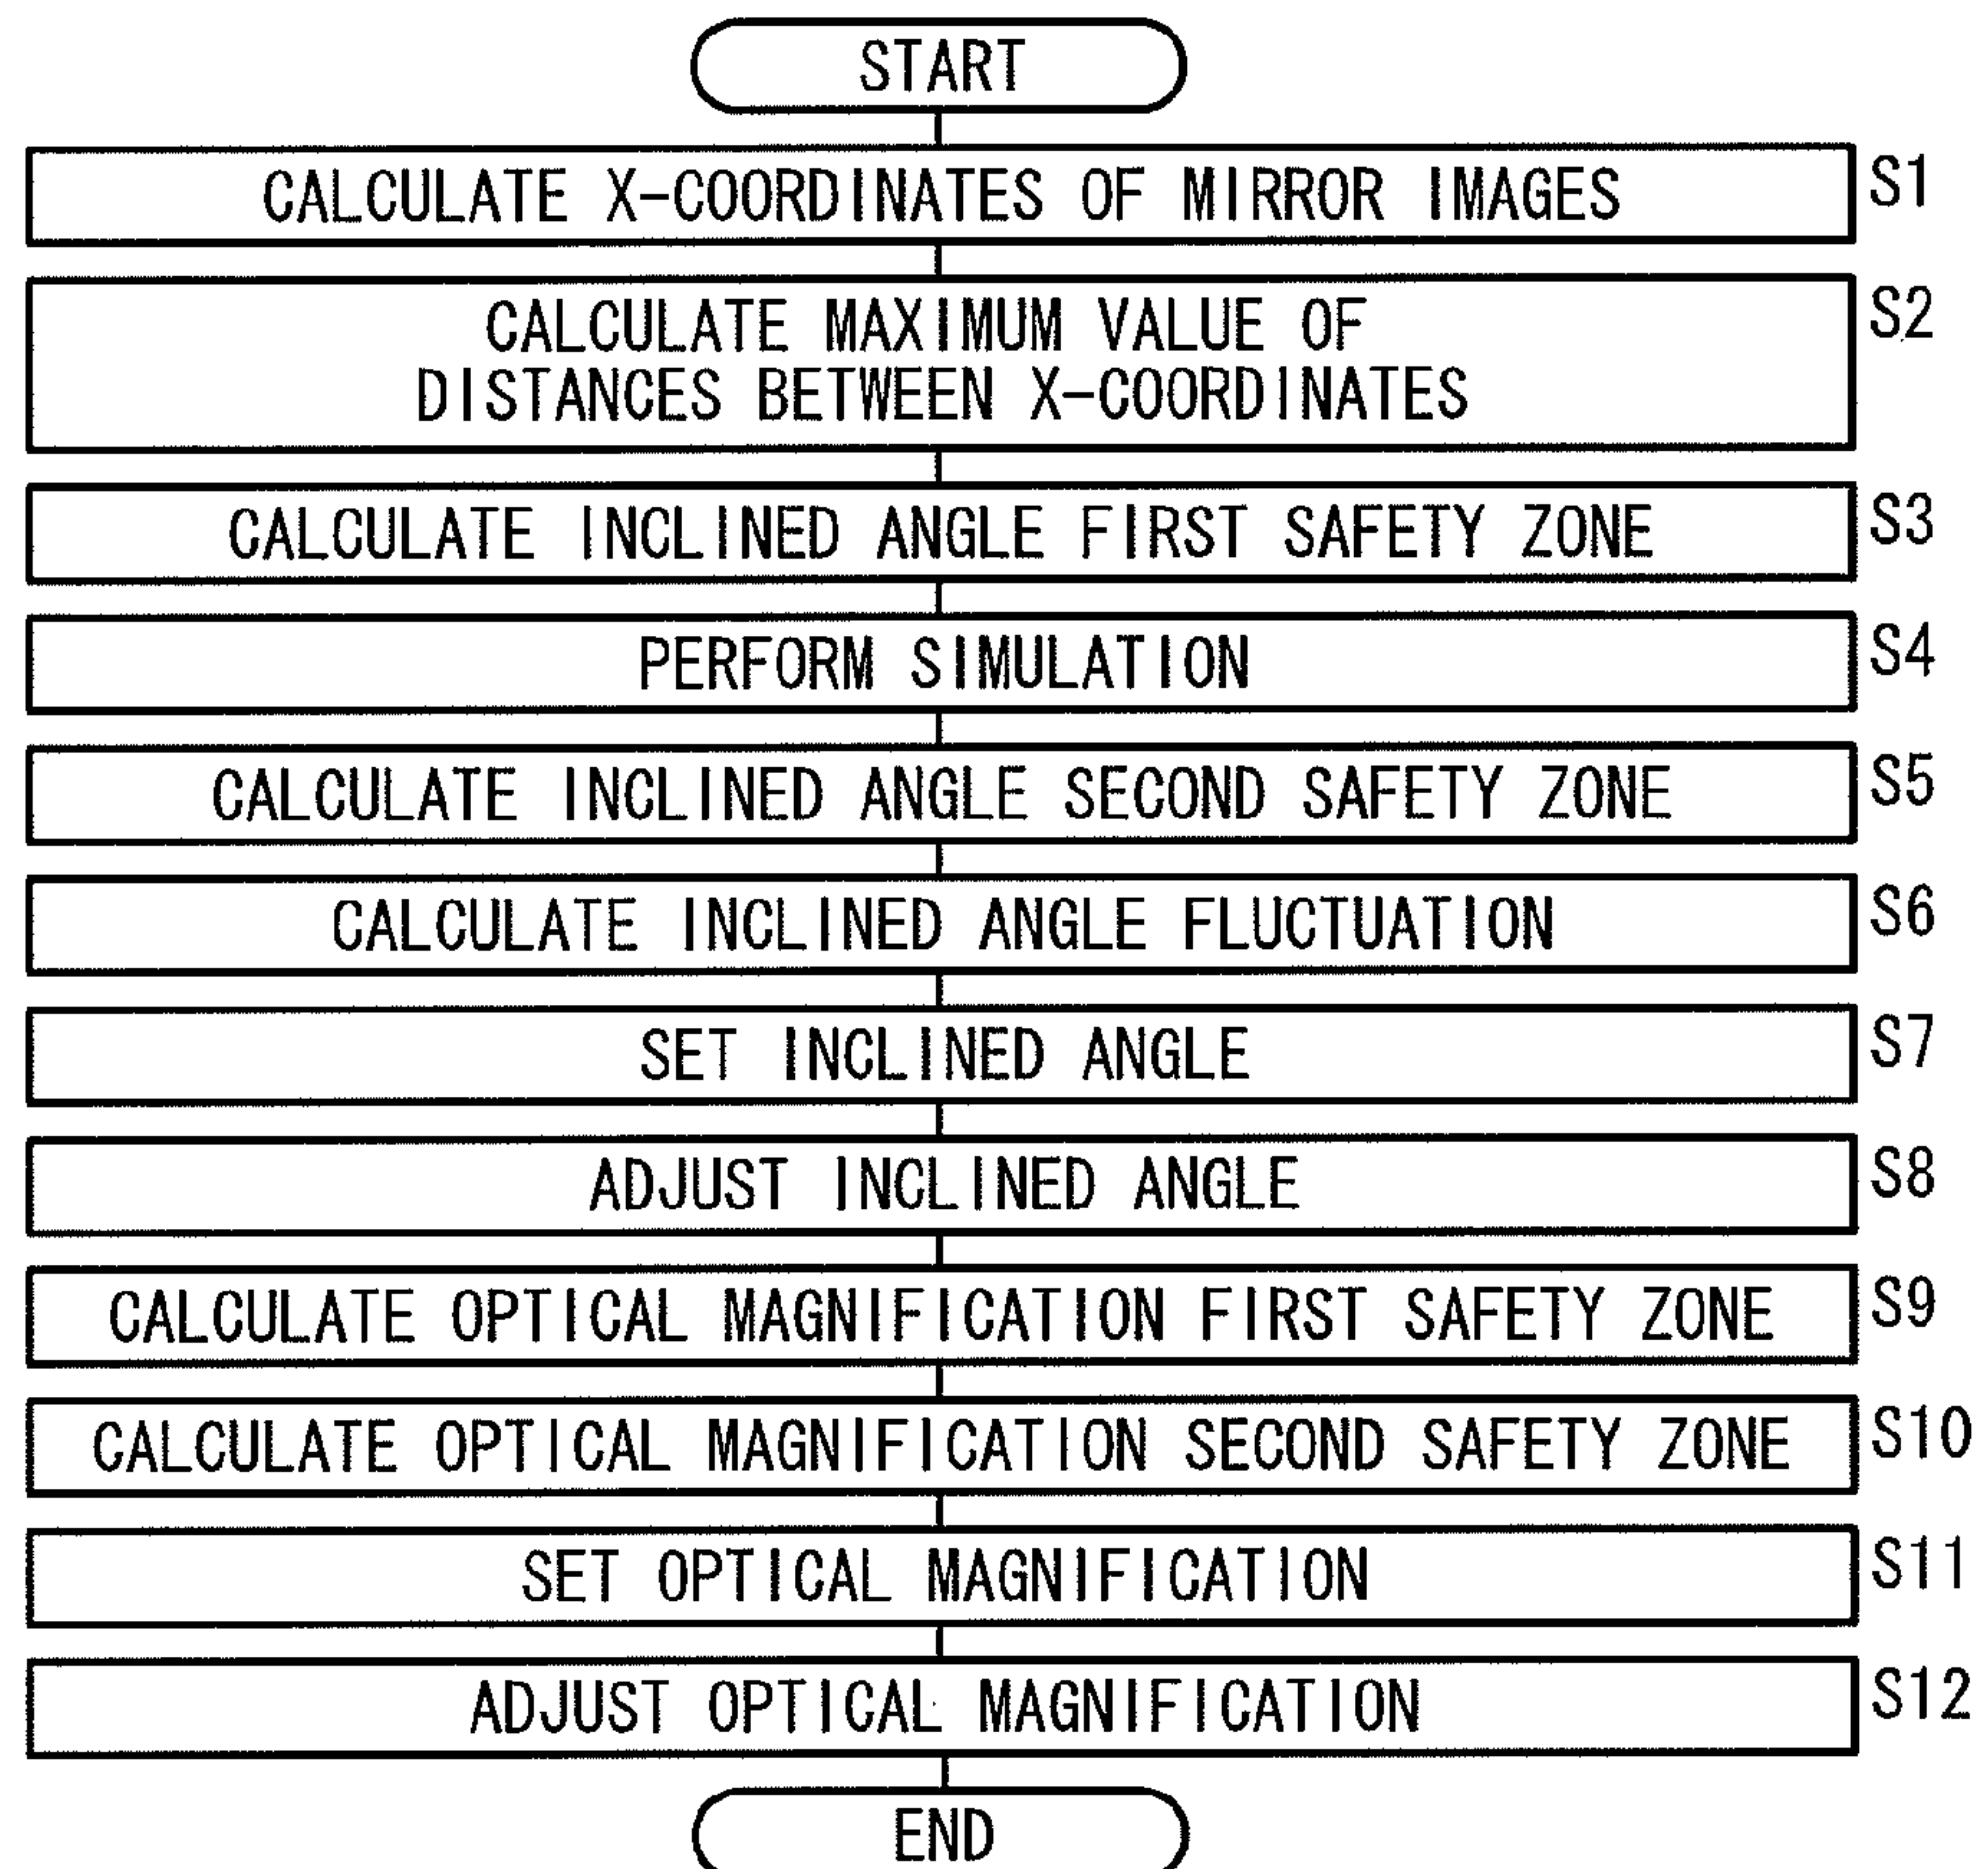 START
CALCULATE X-COORDINATES OF MIRROR IMAGES S1
CALCULATE MAXIMUM VALUE OF S2
DISTANCES BETWEEN X-COORDINATES
CALCULATE INCLINED ANGLE FIRST SAFETY ZONE S3
PERFORM SIMULATION S4
CALCULATE INCLINED ANGLE SECOND SAFETY ZONE S5
CALCULATE INCLINED ANGLE FLUCTUATION S6
SET INCLINED ANGLE S7
ADJUST INCLINED ANGLE S8
CALCULATE OPTICAL MAGNIFICATION FIRST SAFETY ZONE S9
CALCULATE OPTICAL MAGNIFICATION SECOND SAFETY ZONE S10
SET OPTICAL MAGNIFICATION S11
ADJUST OPTICAL MAGNIFICATION S12
END